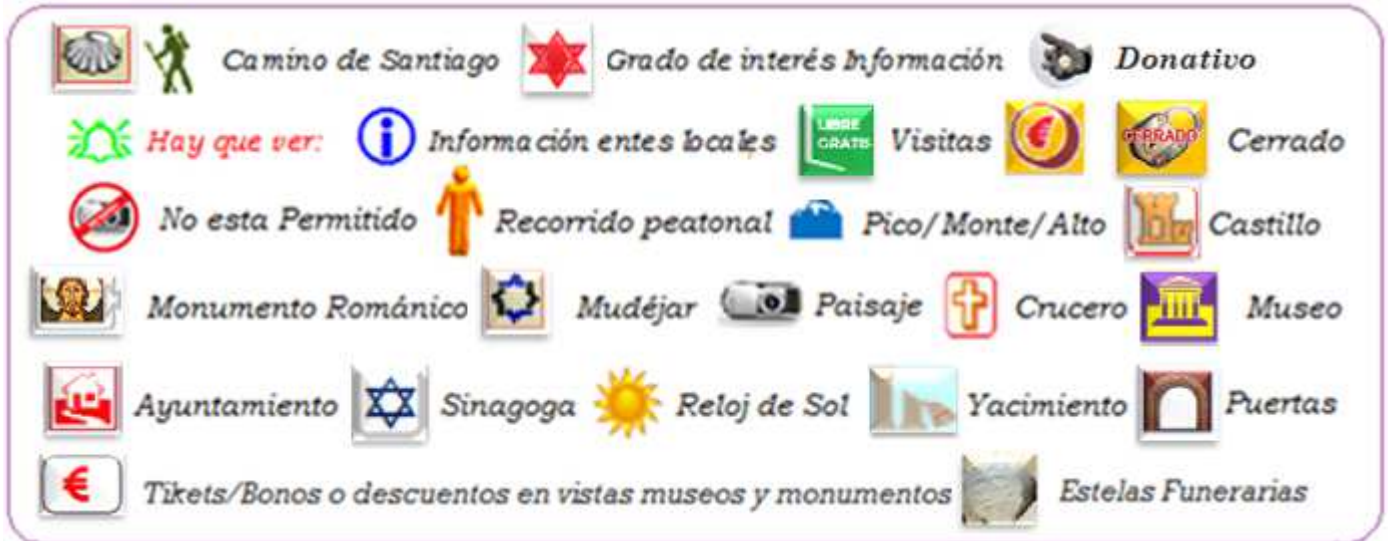 Camino de Santiago Grado de interés Información Donativo
Hay que ver: Información entes locales LIBRE GRATIS Visitas € CERRADO Cerrado
No esta Permitido Recorrido peatonal Pico/Monte/Alto Castillo
Monumento Románico Mudéjar Paisaje Crucero Museo
Ayuntamiento Sinagoga Reloj de Sol Yacimiento Puertas
€ Tikets/Bonos o descuentos en vistas museos y monumentos Estelas Funerarias